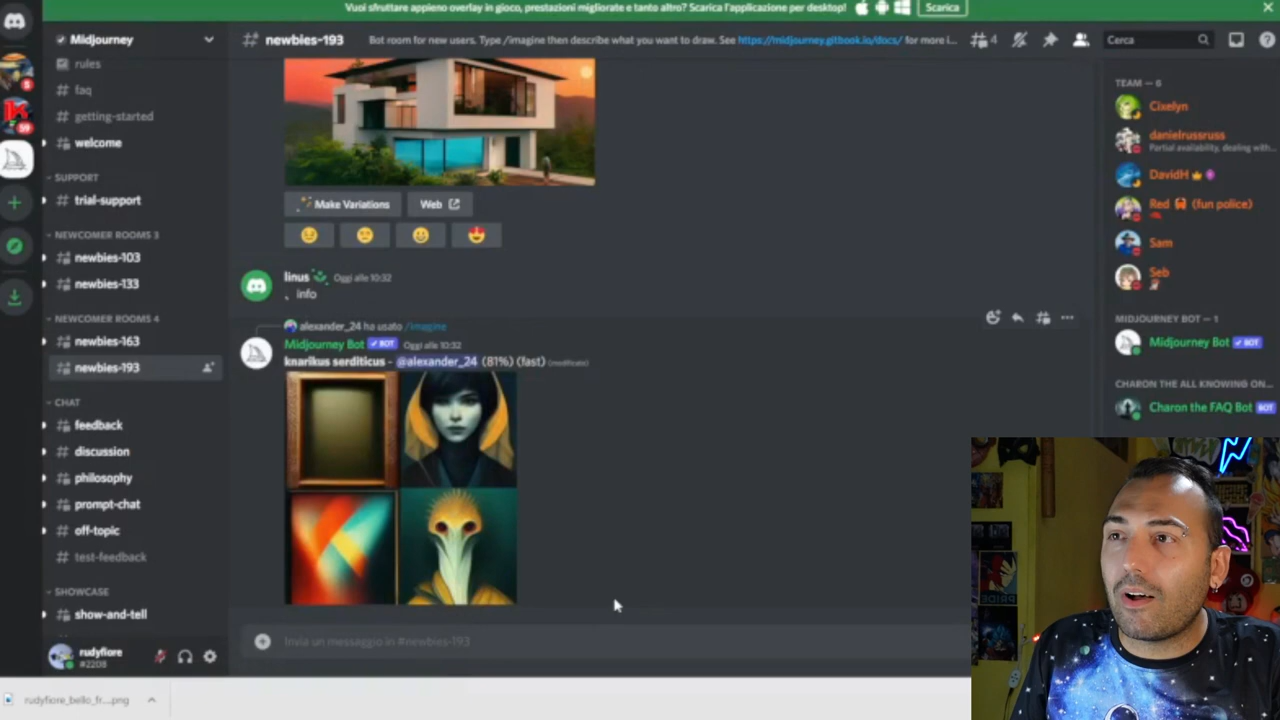 Vuoi sfruttare appieno overlay in gioco, prestazioni migliorate e tanto altro? Scarica l'applicazione per desktop!
Scarica
Midjourney
rules
faq
getting-started
welcome
SUPPORT
trial-support
NEWCOMER ROOMS 3
newbies-103
newbies-133
NEWCOMER ROOMS 4
newbies-163
newbies-193
CHAT
feedback
discussion
philosophy
prompt-chat
off-topic
test-feedback
SHOWCASE
show-and-tell
rudyfiore
#2208
newbies-193
Bot room for new users. Type /imagine then describe what you want to draw. See https://midjourney.gitbook.io/docs/ for more i...
4
Cerca
Make Variations
Web
linus Oggi alle 10:32
info
alexander_24 ha usato /imagine
Midjourney Bot BOT Oggi alle 10:32
knarikus serditicus - @alexander_24 (81%) (fast) (modificato)
Invia un messaggio in #newbies-193
TEAM — 6
Cixelyn
danielrussruss
Partial availability, dealing with...
DavidH
Red (fun police)
Sam
Seb
MIDJOURNEY BOT — 1
Midjourney Bot BOT
CHARON THE ALL KNOWING ON...
Charon the FAQ Bot BOT
rudyfiore_bello_fr....png